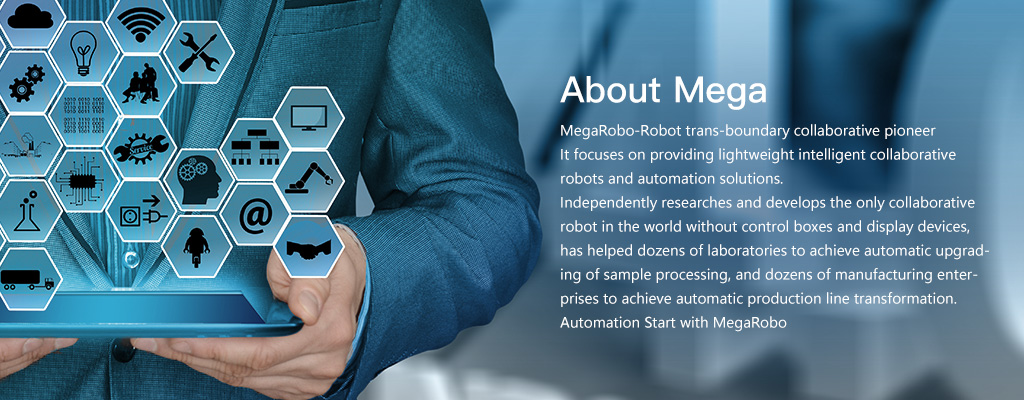 Service
@
About Mega
MegaRobo-Robot trans-boundary collaborative pioneer
It focuses on providing lightweight intelligent collaborative
robots and automation solutions.
Independently researches and develops the only collaborative
robot in the world without control boxes and display devices,
has helped dozens of laboratories to achieve automatic upgrad-
ing of sample processing, and dozens of manufacturing enter-
prises to achieve automatic production line transformation.
Automation Start with MegaRobo